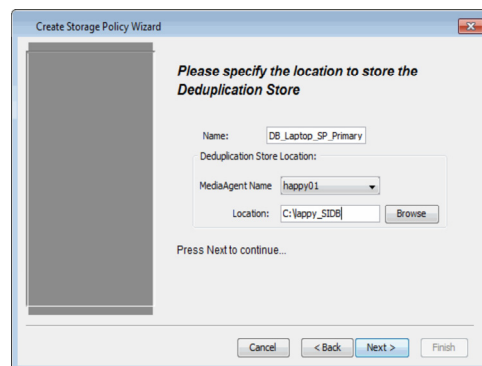 Create Storage Policy Wizard
Please specify the location to store the
Deduplication Store
Name: DB_Laptop_SP_Primary
Deduplication Store Location:
MediaAgent Name happy01
Location: C:\lappy_SIDB Browse
Press Next to continue...
Cancel < Back Next > Finish